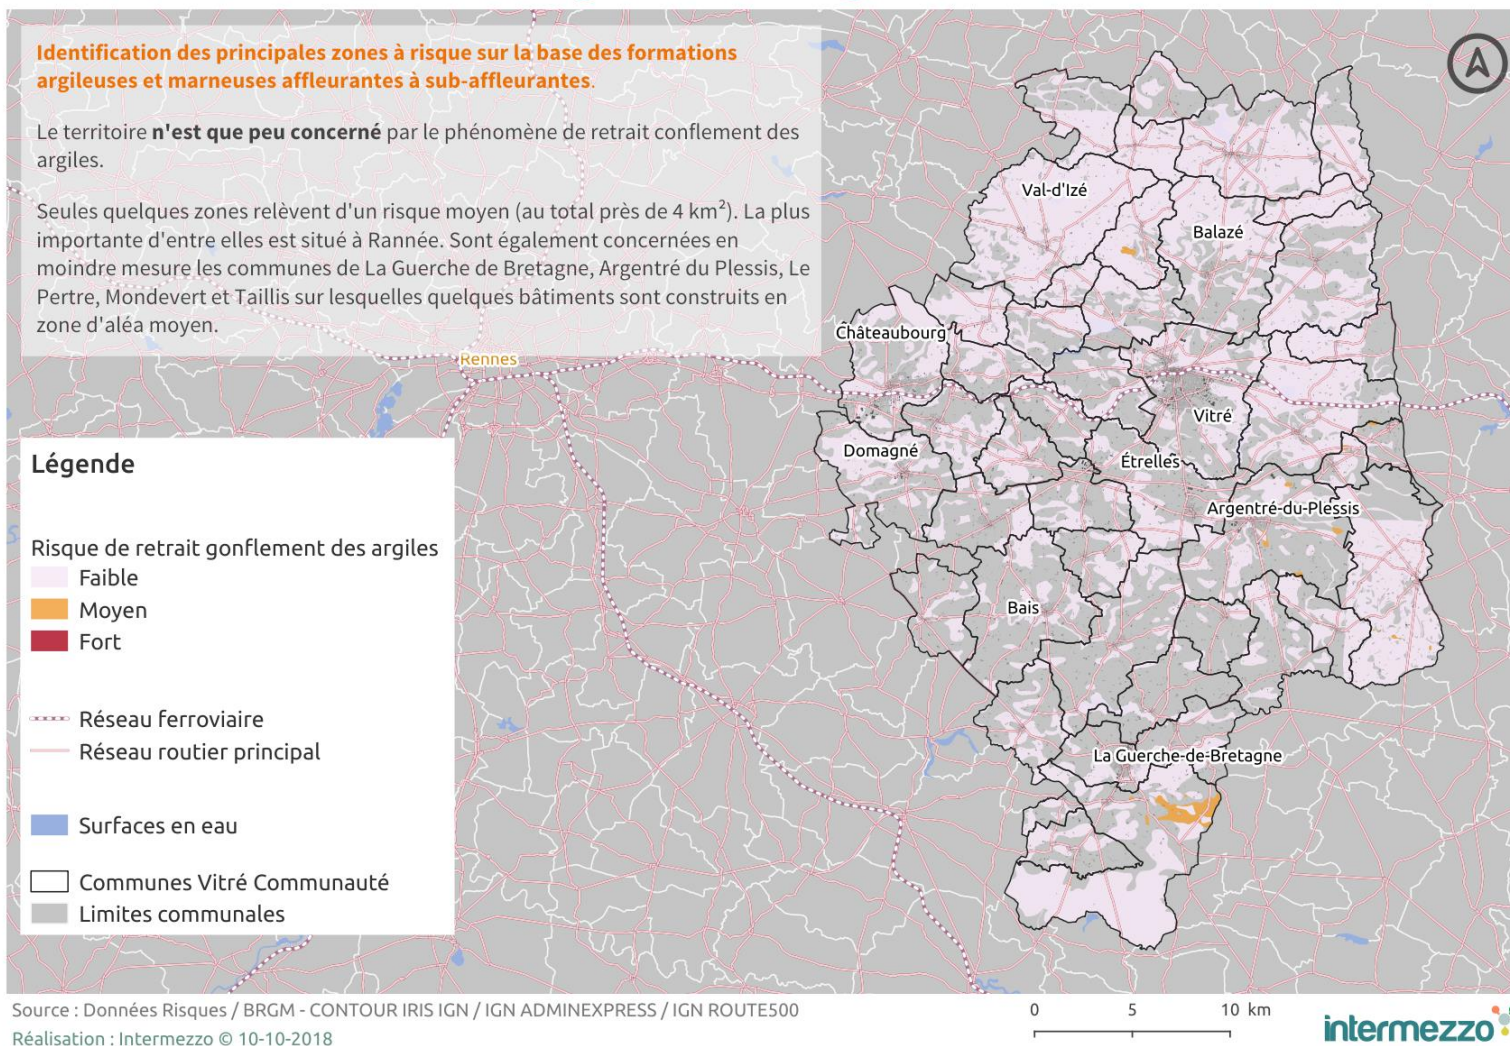 Identification des principales zones à risque sur la base des formations
argileuses et marneuses affleurantes à sub-affleurantes.
Le territoire n'est que peu concerné par le phénomène de retrait conflement des
argiles.
Seules quelques zones relèvent d'un risque moyen (au total près de 4 km²). La plus
importante d'entre elles est situé à Rannée. Sont également concernées en
moindre mesure les communes de La Guerche de Bretagne, Argentré du Plessis, Le
Pertre, Mondevert et Taillis sur lesquelles quelques bâtiments sont construits en
zone d'aléa moyen.
Val-d'Izé
Balazé
Châteaubourg
Rennes
Vitré
Domagné
Étrelles
Argentré-du-Plessis
Bais
La Guerche-de-Bretagne
Légende
Risque de retrait gonflement des argiles
Faible
Moyen
Fort
Réseau ferroviaire
Réseau routier principal
Surfaces en eau
Communes Vitré Communauté
Limites communales
Source : Données Risques / BRGM - CONTOUR IRIS IGN / IGN ADMINEXPRESS / IGN ROUTE500
Réalisation : Intermezzo © 10-10-2018
0 5 10 km
intermezzo